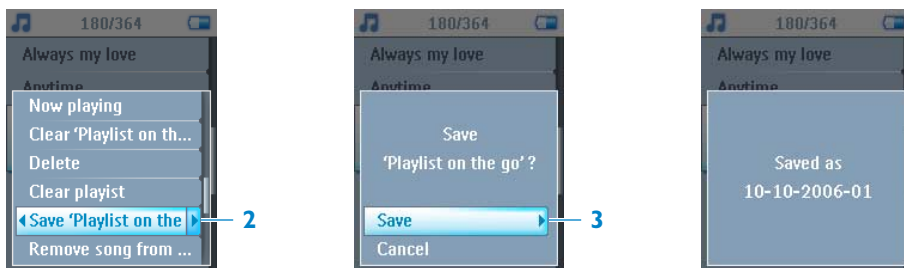 180/364
Always my love
Anytime
Now playing
Clear 'Playlist on th...
Delete
Clear playist
Save 'Playlist on the
Remove song from ...
2
180/364
Always my love
Anytime
Save
'Playlist on the go' ?
Save
Cancel
3
180/364
Always my love
Anytime
Saved as
10-10-2006-01